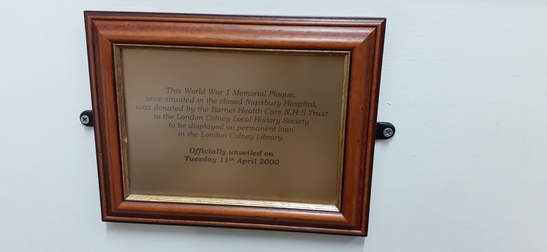 This World War 1 Memorial Plaque,
once situated in the closed Napsbury Hospital,
was donated by the Barnet Health Care N.H.S Trust
to the London Colney Local History Society
to be displayed on permanent loan
in the London Colney Library.
Officially unveiled on
Tuesday 11th April 2000